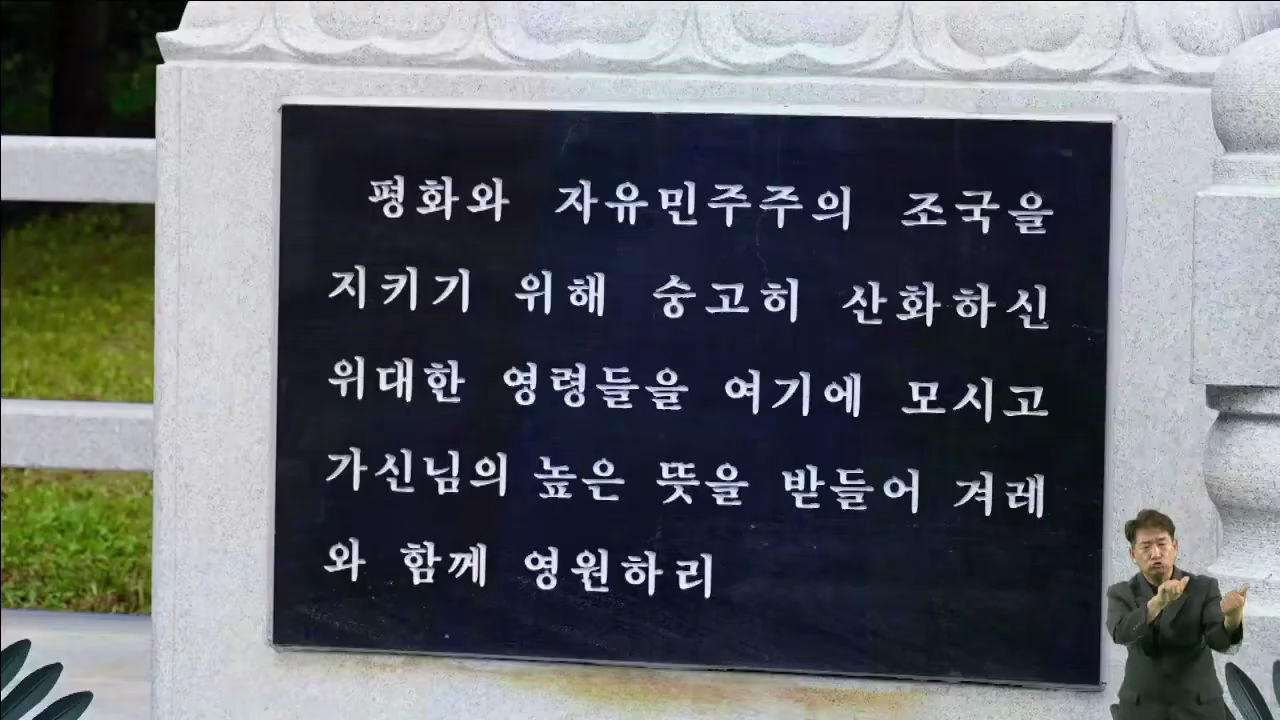 평화와 자유민주주의 조국을
지키기 위해 숭고히 산화하신
위대한 영령들을 여기에 모시고
가신님의 높은 뜻을 받들어 겨레
와 함께 영원하리